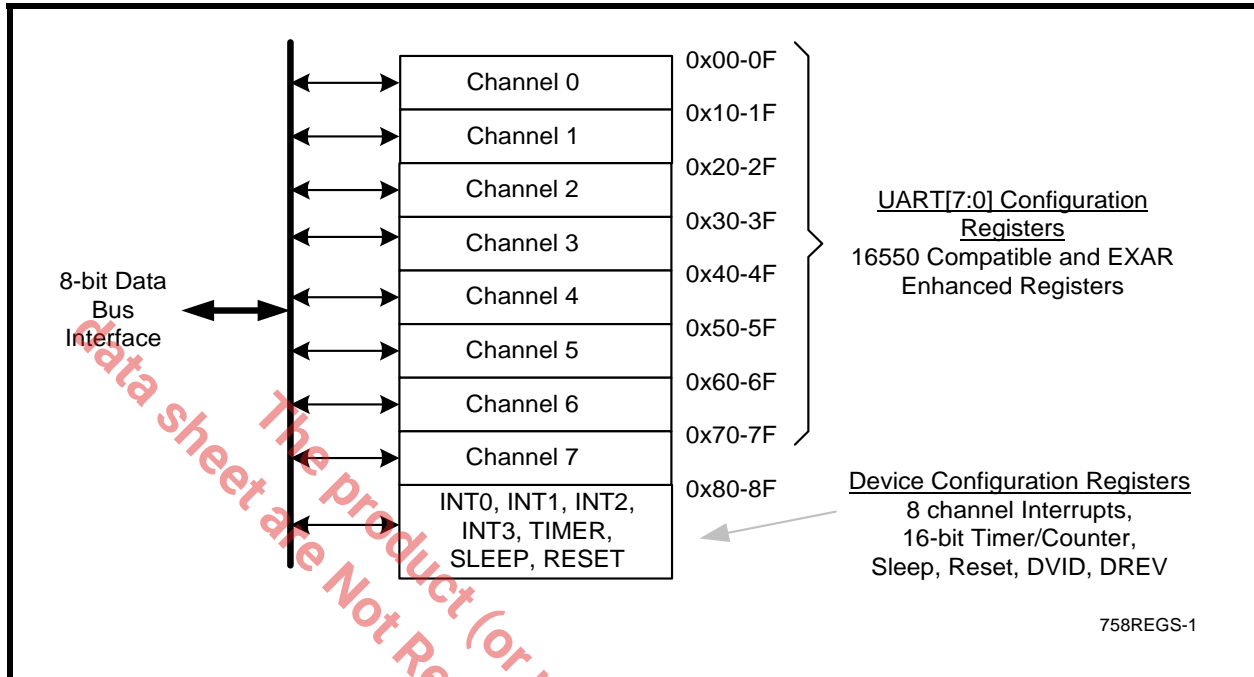 0x00-0F
Channel 0
0x10-1F
Channel 1
0x20-2F
Channel 2
0x30-3F
Channel 3
0x40-4F
Channel 4
0x50-5F
Channel 5
0x60-6F
Channel 6
0x70-7F
Channel 7
0x80-8F
INT0, INT1, INT2,
INT3, TIMER,
SLEEP, RESET
8-bit Data
Bus
Interface
UART[7:0] Configuration
Registers
16550 Compatible and EXAR
Enhanced Registers
Device Configuration Registers
8 channel Interrupts,
16-bit Timer/Counter,
Sleep, Reset, DVID, DREV
758REGS-1
The product (or
data sheet are Not Re